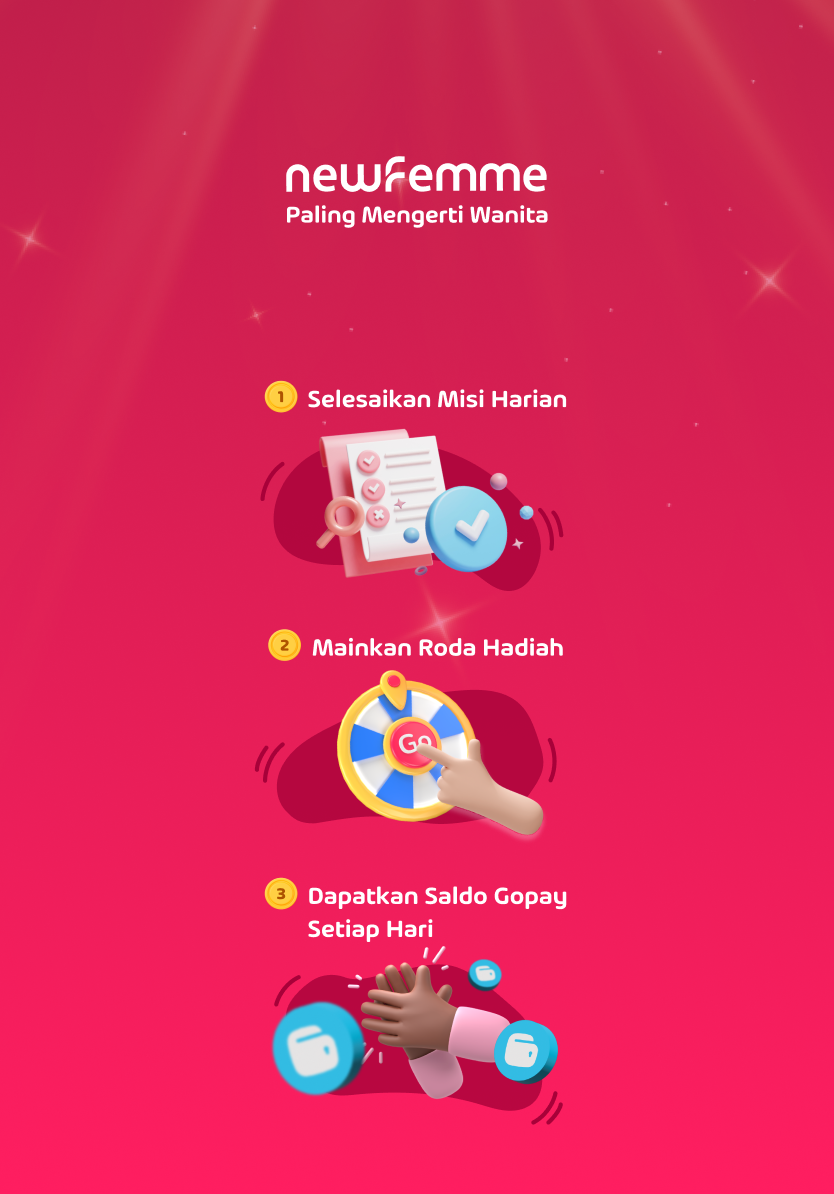 newFemme
Paling Mengerti Wanita
1 Selesaikan Misi Harian
2 Mainkan Roda Hadiah
Go
3 Dapatkan Saldo Gopay
Setiap Hari